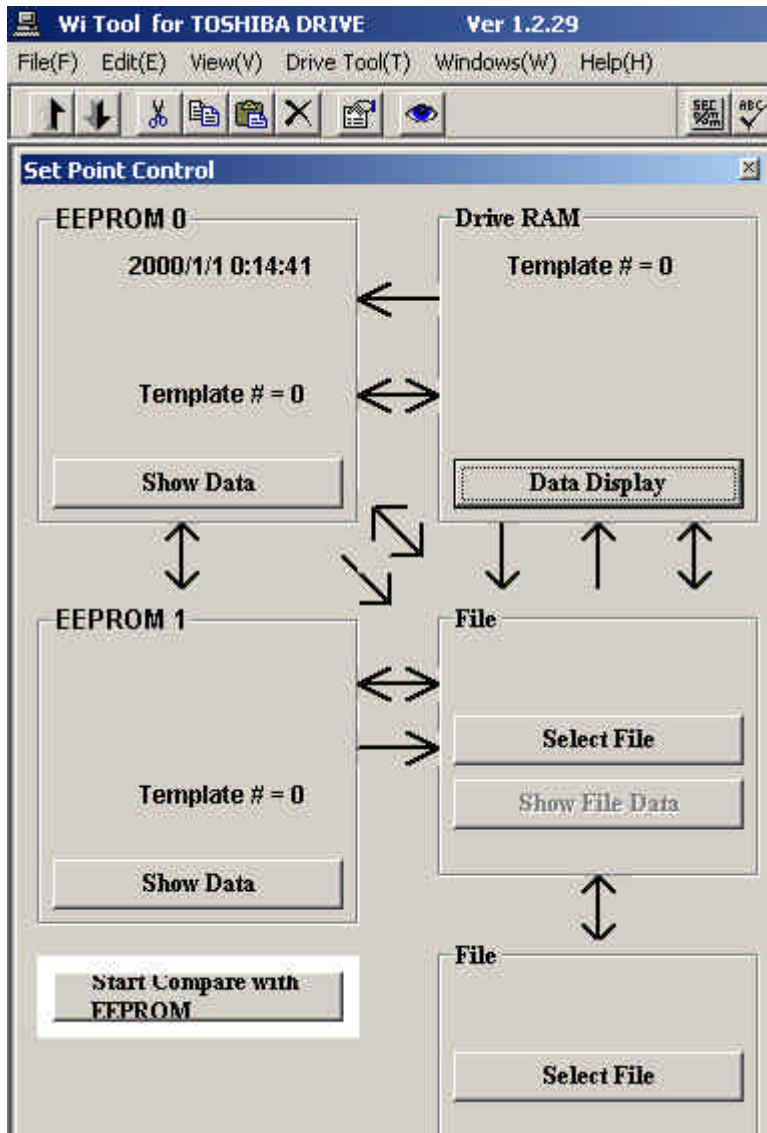 Wi Tool for TOSHIBA DRIVE Ver 1.2.29
File(F) Edit(E) View(V) Drive Tool(T) Windows(W) Help(H)
SEC %m ABC
Set Point Control
EEPROM 0
2000/1/1 0:14:41
Template # = 0
Show Data
Drive RAM
Template # = 0
Data Display
EEPROM 1
Template # = 0
Show Data
File
Select File
Show File Data
Start Compare with
EEPROM
File
Select File